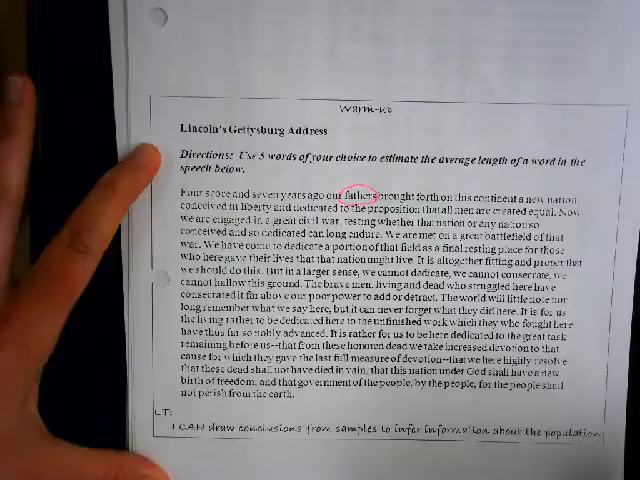 Warm-up
Lincoln's Gettysburg Address
Directions: Use 5 words of your choice to estimate the average length of a word in the
speech below.
Four score and seven years ago our fathers brought forth on this continent a new nation,
conceived in liberty and dedicated to the proposition that all men are created equal. Now
we are engaged in a great civil war, testing whether that nation or any nation so
conceived and so dedicated can long endure. We are met on a great battlefield of that
war. We have come to dedicate a portion of that field as a final resting place for those
who here gave their lives that that nation might live. It is altogether fitting and proper that
we should do this. But in a larger sense, we cannot dedicate, we cannot consecrate, we
cannot hallow this ground. The brave men, living and dead who struggled here have
consecrated it far above our poor power to add or detract. The world will little note nor
long remember what we say here, but it can never forget what they did here. It is for us
the living rather to be dedicated here to the unfinished work which they who fought here
have thus far so nobly advanced. It is rather for us to be here dedicated to the great task
remaining before us--that from these honored dead we take increased devotion to that
cause for which they gave the last full measure of devotion--that we here highly resolve
that these dead shall not have died in vain, that this nation under God shall have a new
birth of freedom, and that government of the people, by the people, for the people shall
not perish from the earth.
LT:
I CAN draw conclusions from samples to infer information about the population.